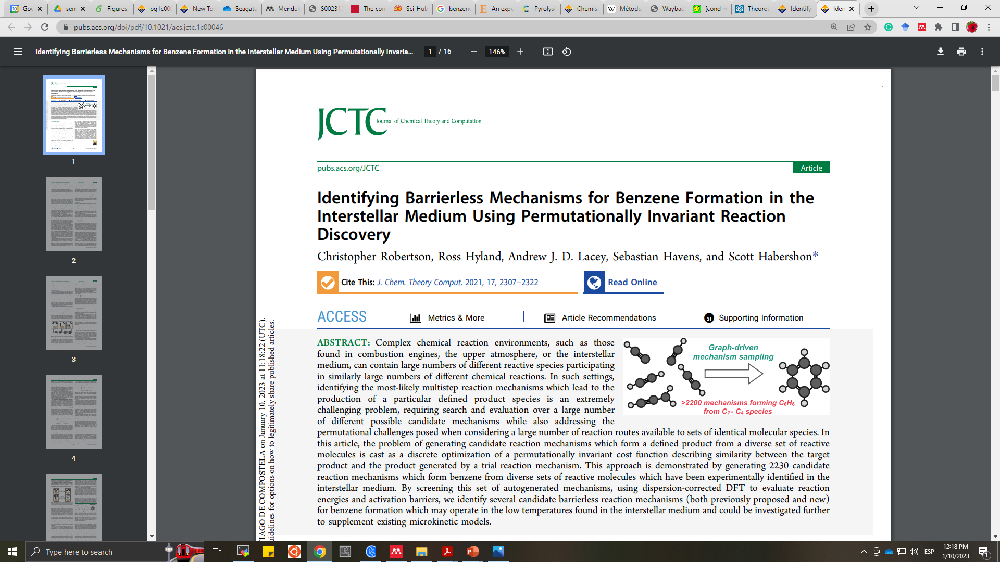 Goo
sem
Figures,
pg1c00
New Too
Seagate
Mendel
S002315
The con
Sci-Hub
benzene
An expe
Pyrolysi
Chemist
Método
Waybac
[cond-m
Theoret
Identify
Iden
pubs.acs.org/doi/pdf/10.1021/acs.jctc.1c00046
Identifying Barrierless Mechanisms for Benzene Formation in the Interstellar Medium Using Permutationally Invaria...
1 / 16
146%
1
2
3
4
JCTC Journal of Chemical Theory and Computation
pubs.acs.org/JCTC
Article
Identifying Barrierless Mechanisms for Benzene Formation in the
Interstellar Medium Using Permutationally Invariant Reaction
Discovery
Christopher Robertson, Ross Hyland, Andrew J. D. Lacey, Sebastian Havens, and Scott Habershon*
Cite This: J. Chem. Theory Comput. 2021, 17, 2307–2322
Read Online
ACCESS
Metrics & More
Article Recommendations
SI Supporting Information
ABSTRACT: Complex chemical reaction environments, such as those
found in combustion engines, the upper atmosphere, or the interstellar
medium, can contain large numbers of different reactive species participating
in similarly large numbers of different chemical reactions. In such settings,
identifying the most-likely multistep reaction mechanisms which lead to the
production of a particular defined product species is an extremely
challenging problem, requiring search and evaluation over a large number
of different possible candidate mechanisms while also addressing the
permutational challenges posed when considering a large number of reaction routes available to sets of identical molecular species. In
this article, the problem of generating candidate reaction mechanisms which form a defined product from a diverse set of reactive
molecules is cast as a discrete optimization of a permutationally invariant cost function describing similarity between the target
product and the product generated by a trial reaction mechanism. This approach is demonstrated by generating 2230 candidate
reaction mechanisms which form benzene from diverse sets of reactive molecules which have been experimentally identified in the
interstellar medium. By screening this set of autogenerated mechanisms, using dispersion-corrected DFT to evaluate reaction
energies and activation barriers, we identify several candidate barrierless reaction mechanisms (both previously proposed and new)
for benzene formation which may operate in the low temperatures found in the interstellar medium and could be investigated further
to supplement existing microkinetic models.
Graph-driven
mechanism sampling
>2200 mechanisms forming C₆H₆
from C₂ - C₄ species
TIAGO DE COMPOSTELA on January 10, 2023 at 11:18:22 (UTC).
uidelines for options on how to legitimately share published articles.
Type here to search
ESP
12:18 PM
1/10/2023
1